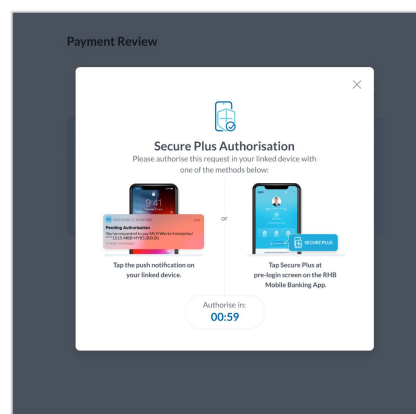 Payment Review
Secure Plus Authorisation
Please authorise this request in your linked device with
one of the methods below:
9:41
Pending Authorisation
or
SECURE PLUS
Tap the push notification on
your linked device.
Tap Secure Plus at
pre-login screen on the RHB
Mobile Banking App.
Authorise in:
00:59